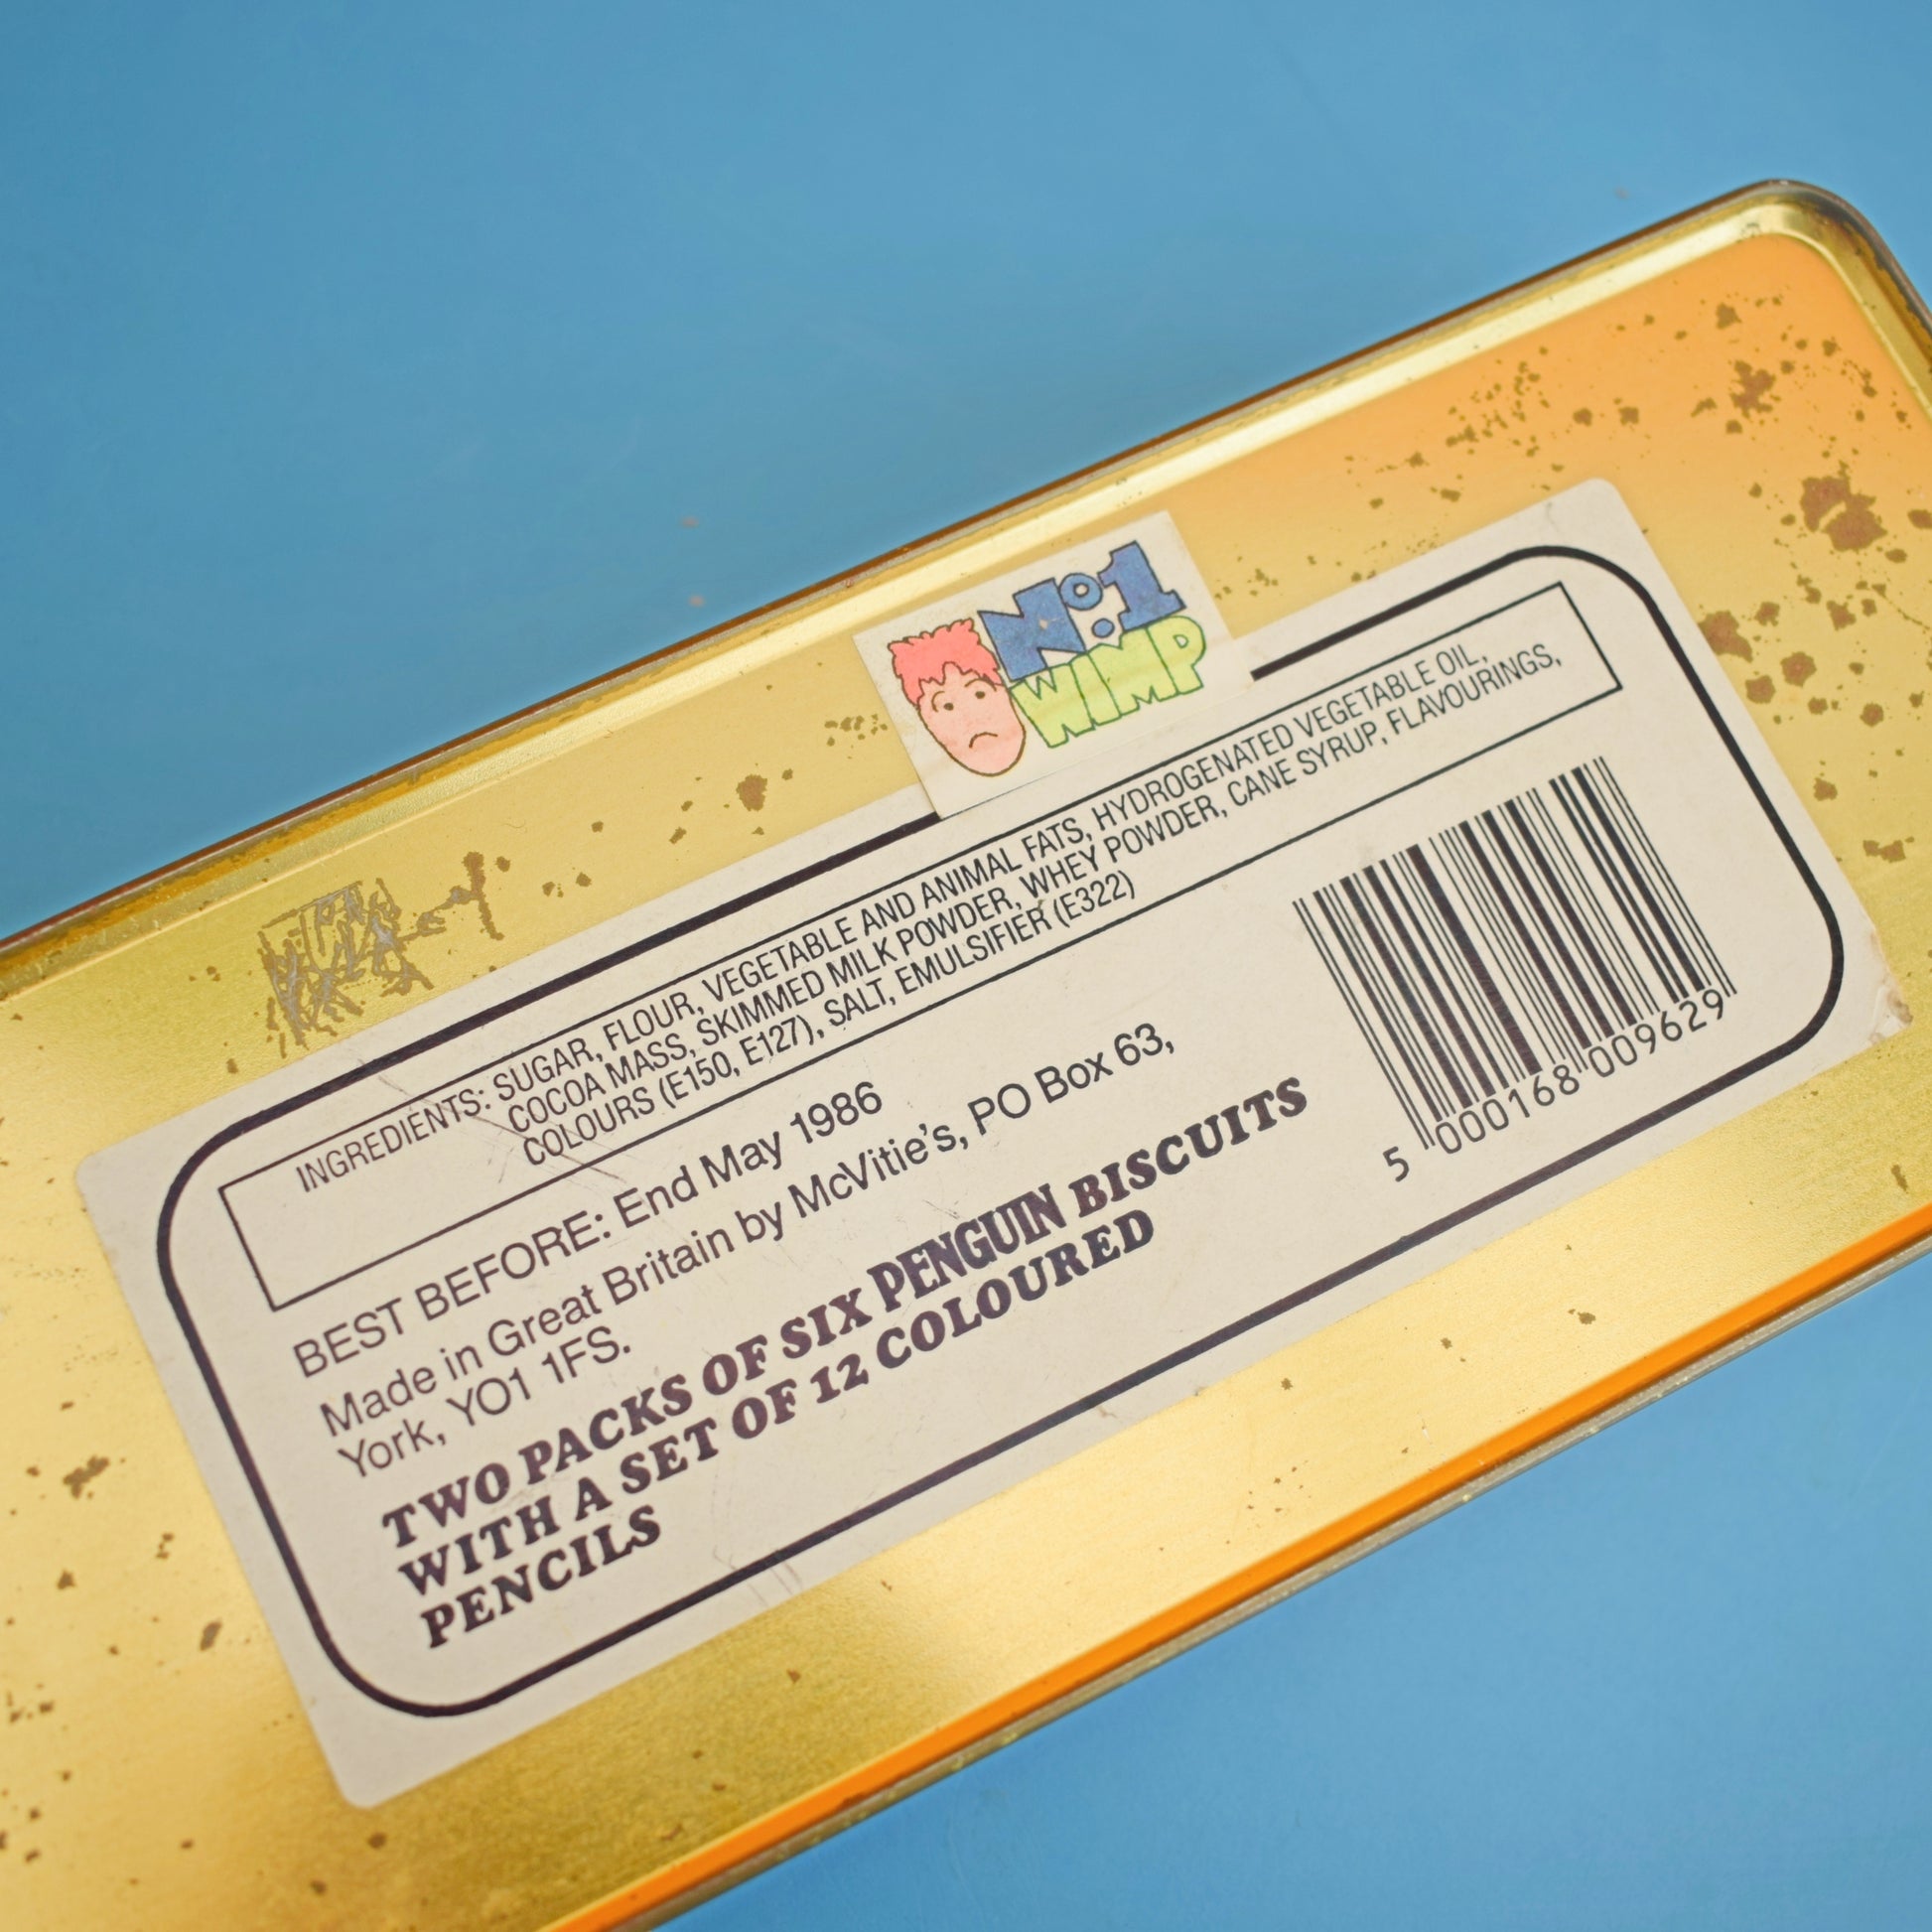 Nº:1
WIMP
INGREDIENTS: SUGAR, FLOUR, VEGETABLE AND ANIMAL FATS, HYDROGENATED VEGETABLE OIL,
COCOA MASS, SKIMMED MILK POWDER, WHEY POWDER, CANE SYRUP, FLAVOURINGS,
COLOURS (E150, E127), SALT, EMULSIFIER (E322)
BEST BEFORE: End May 1986
Made in Great Britain by McVitie's, PO Box 63,
York, YO1 1FS.
TWO PACKS OF SIX PENGUIN BISCUITS
WITH A SET OF 12 COLOURED
PENCILS
5 000168 009629